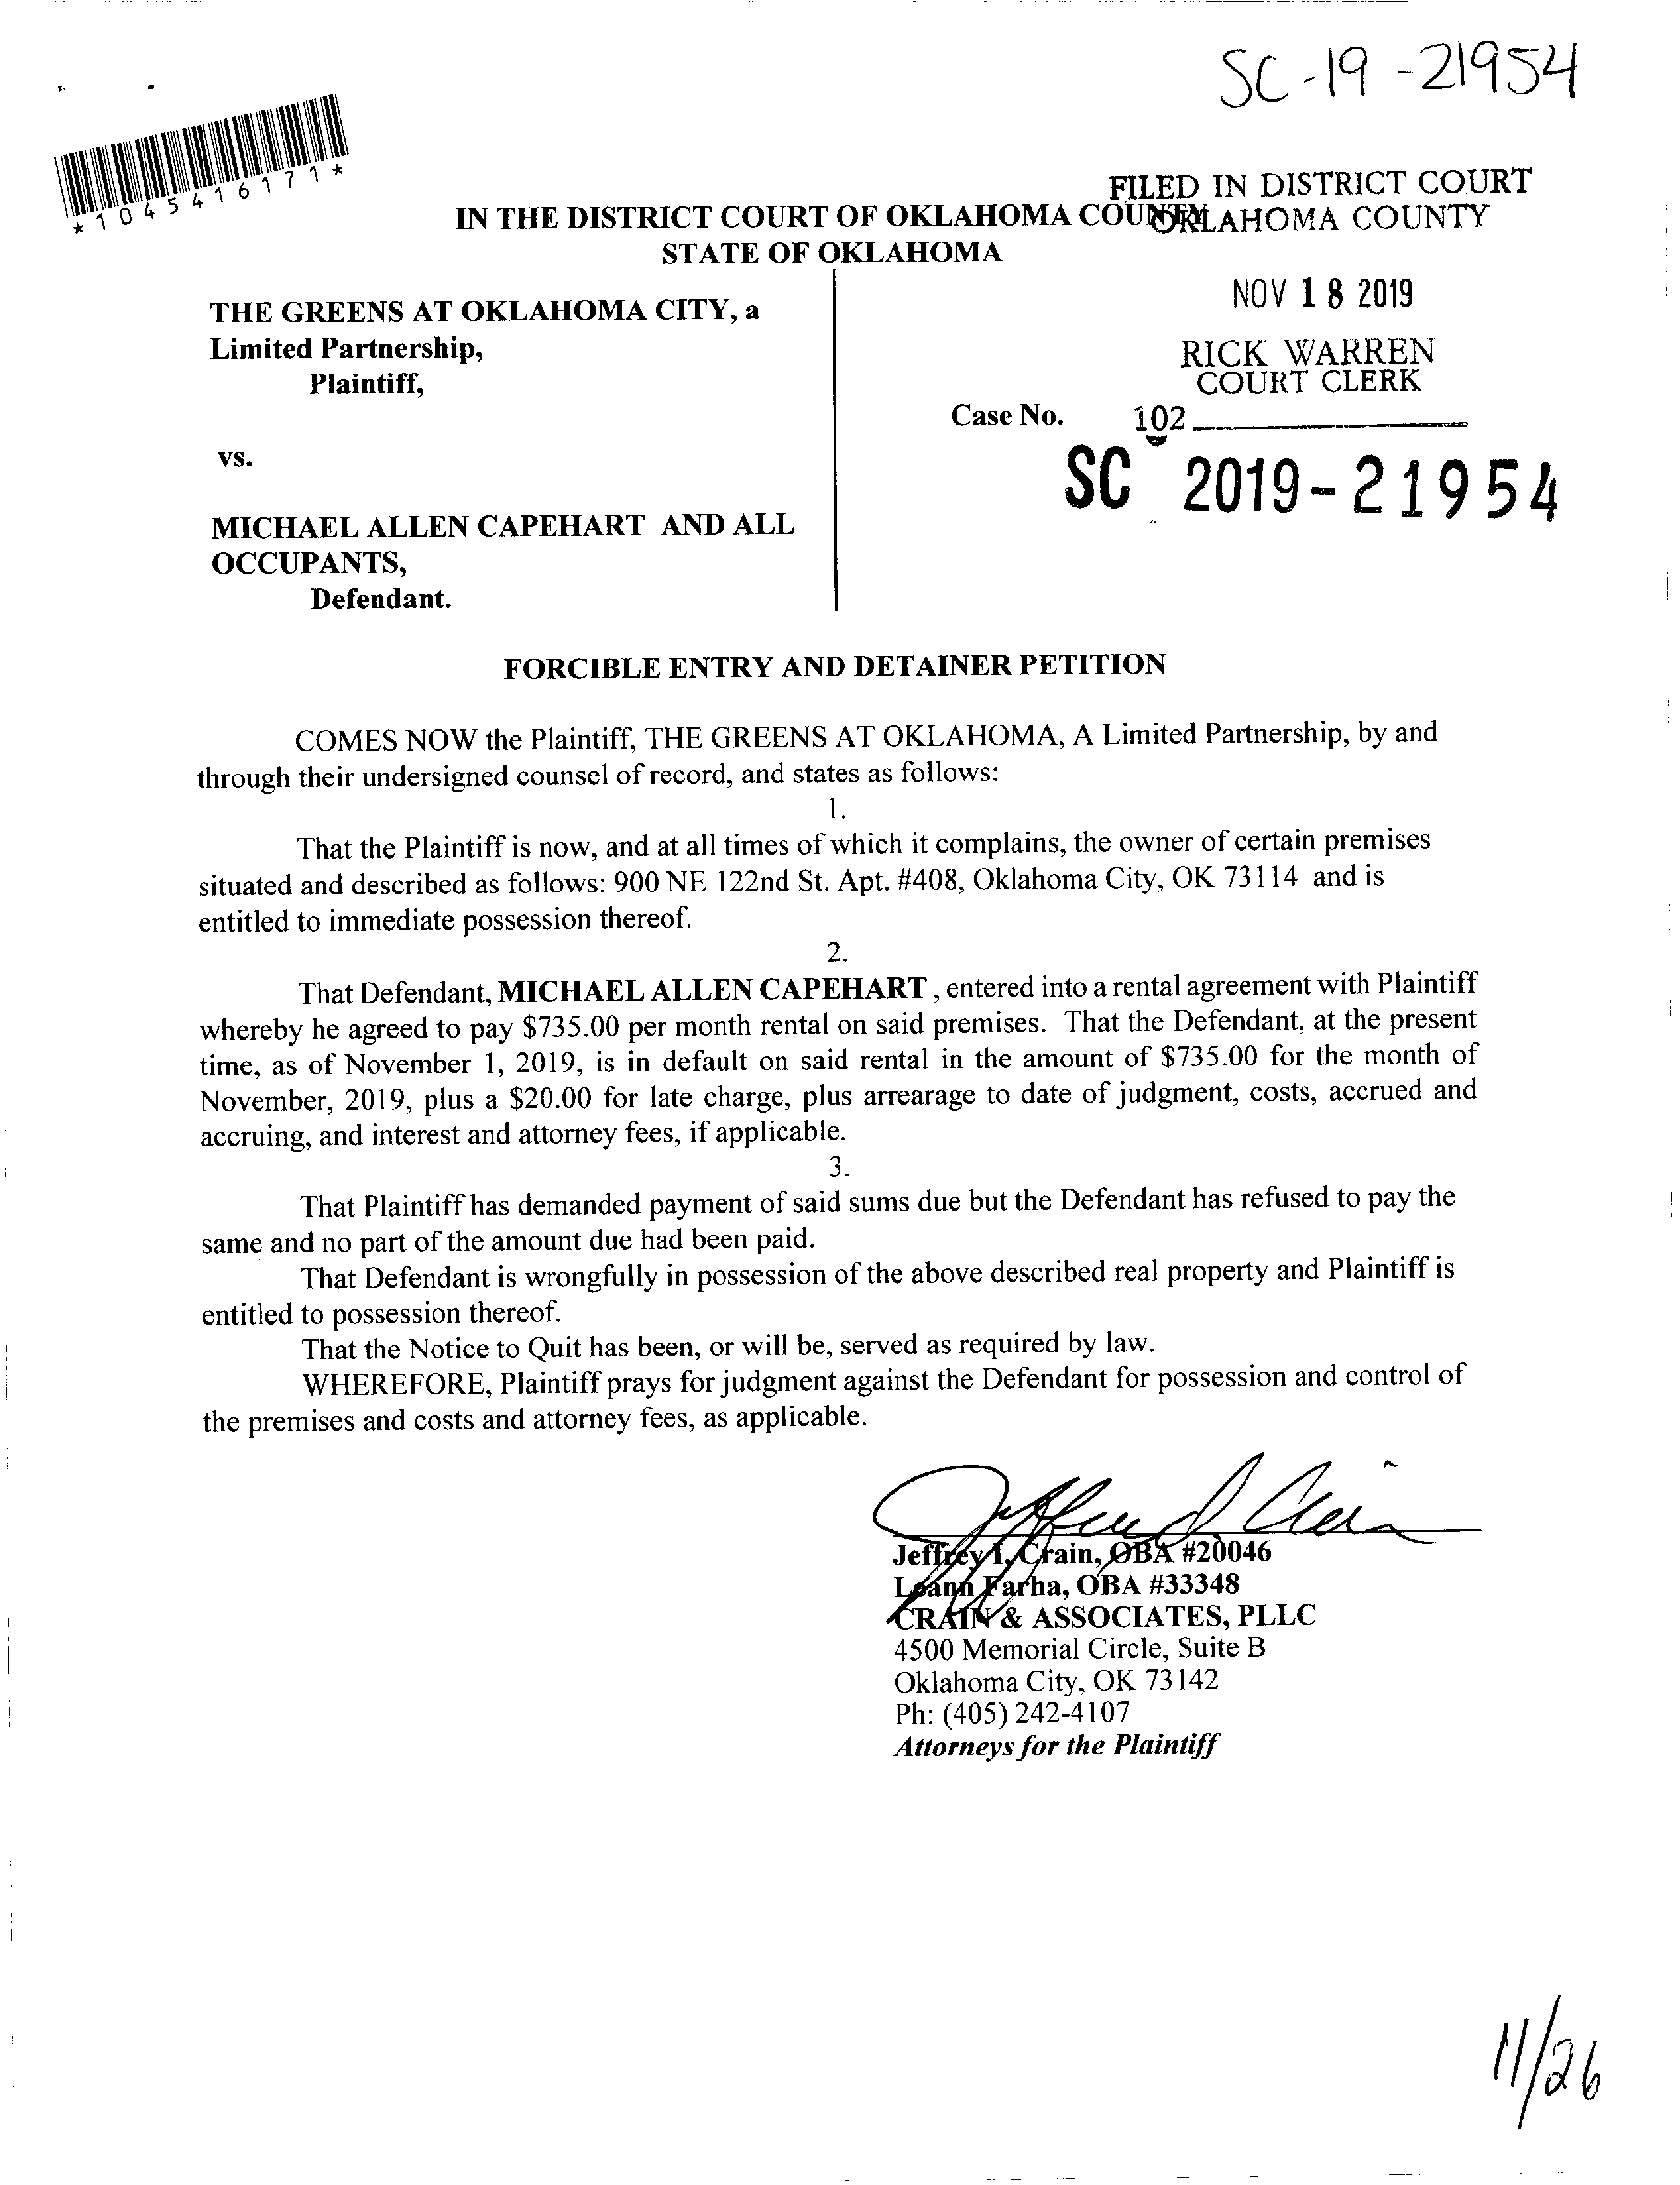 SC-19-21954
*1045416171*
FILED IN DISTRICT COURT
OKLAHOMA COUNTY
IN THE DISTRICT COURT OF OKLAHOMA COUNTY
STATE OF OKLAHOMA
NOV 18 2019
RICK WARREN
COURT CLERK
102
THE GREENS AT OKLAHOMA CITY, a
Limited Partnership,
Plaintiff,
Case No.
SC 2019-21954
vs.
MICHAEL ALLEN CAPEHART AND ALL
OCCUPANTS,
Defendant.
FORCIBLE ENTRY AND DETAINER PETITION
COMES NOW the Plaintiff, THE GREENS AT OKLAHOMA, A Limited Partnership, by and
through their undersigned counsel of record, and states as follows:
1.
That the Plaintiff is now, and at all times of which it complains, the owner of certain premises
situated and described as follows: 900 NE 122nd St. Apt. #408, Oklahoma City, OK 73114 and is
entitled to immediate possession thereof.
2.
That Defendant, MICHAEL ALLEN CAPEHART , entered into a rental agreement with Plaintiff
whereby he agreed to pay $735.00 per month rental on said premises. That the Defendant, at the present
time, as of November 1, 2019, is in default on said rental in the amount of $735.00 for the month of
November, 2019, plus a $20.00 for late charge, plus arrearage to date of judgment, costs, accrued and
accruing, and interest and attorney fees, if applicable.
3.
That Plaintiff has demanded payment of said sums due but the Defendant has refused to pay the
same and no part of the amount due had been paid.
That Defendant is wrongfully in possession of the above described real property and Plaintiff is
entitled to possession thereof.
That the Notice to Quit has been, or will be, served as required by law.
WHEREFORE, Plaintiff prays for judgment against the Defendant for possession and control of
the premises and costs and attorney fees, as applicable.
Jeffrey I. Crain, OBA #20046
Loann Farha, OBA #33348
CRAIN & ASSOCIATES, PLLC
4500 Memorial Circle, Suite B
Oklahoma City, OK 73142
Ph: (405) 242-4107
Attorneys for the Plaintiff
11/26